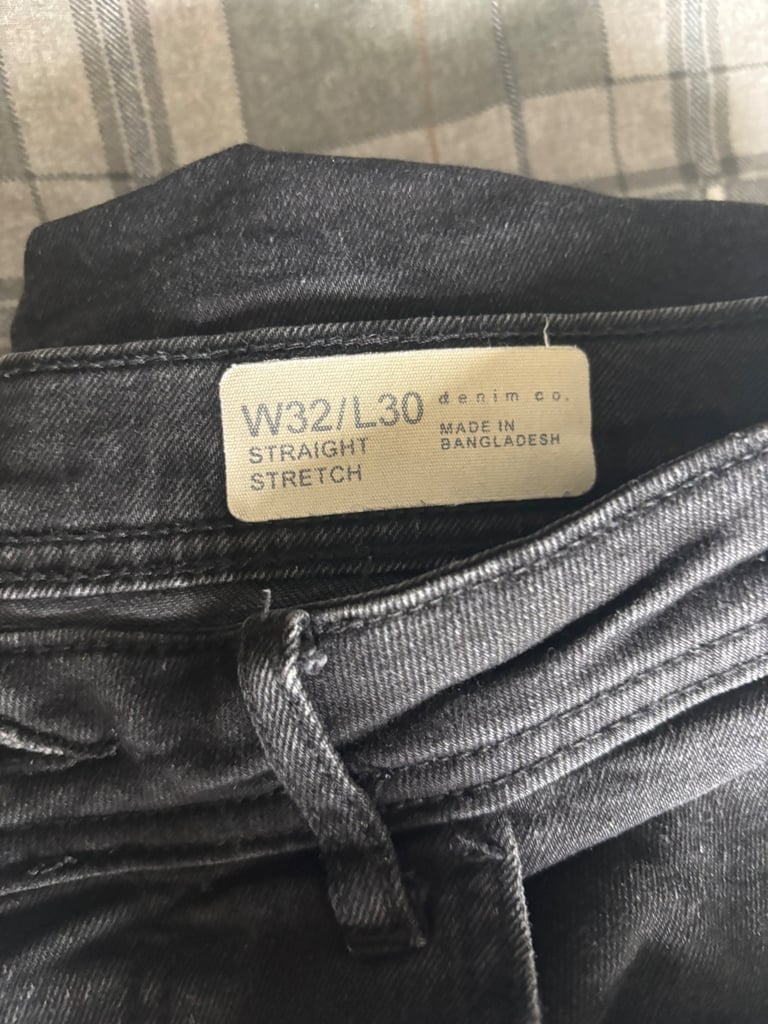 W32/L30
STRAIGHT
STRETCH
denim co.
MADE IN
BANGLADESH